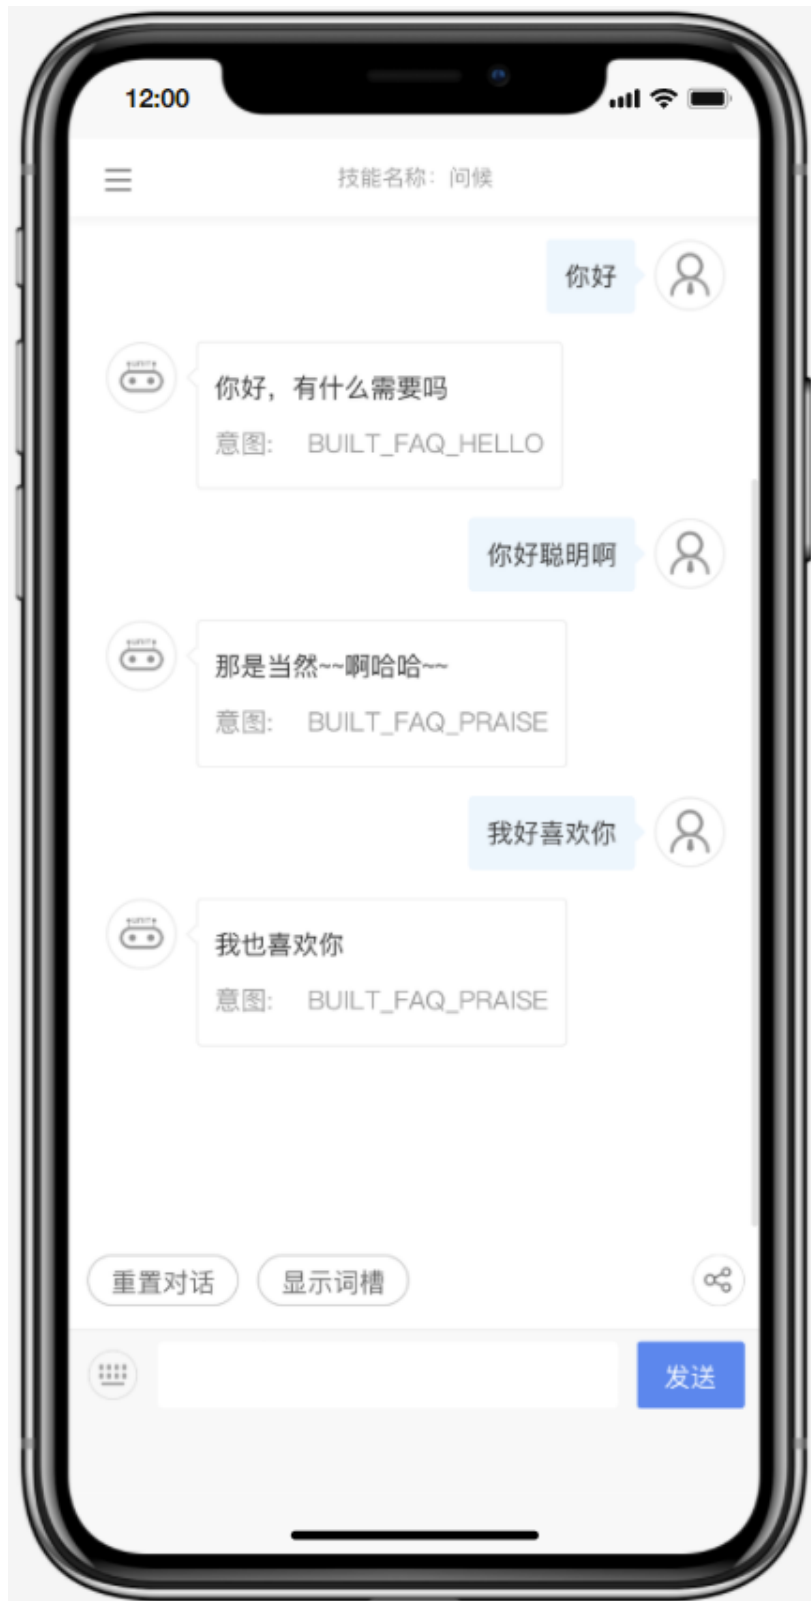 12:00
技能名称：问候
你好
你好，有什么需要吗
意图: BUILT_FAQ_HELLO
你好聪明啊
那是当然~~啊哈哈~~
意图: BUILT_FAQ_PRAISE
我好喜欢你
我也喜欢你
意图: BUILT_FAQ_PRAISE
重置对话 显示词槽
发送